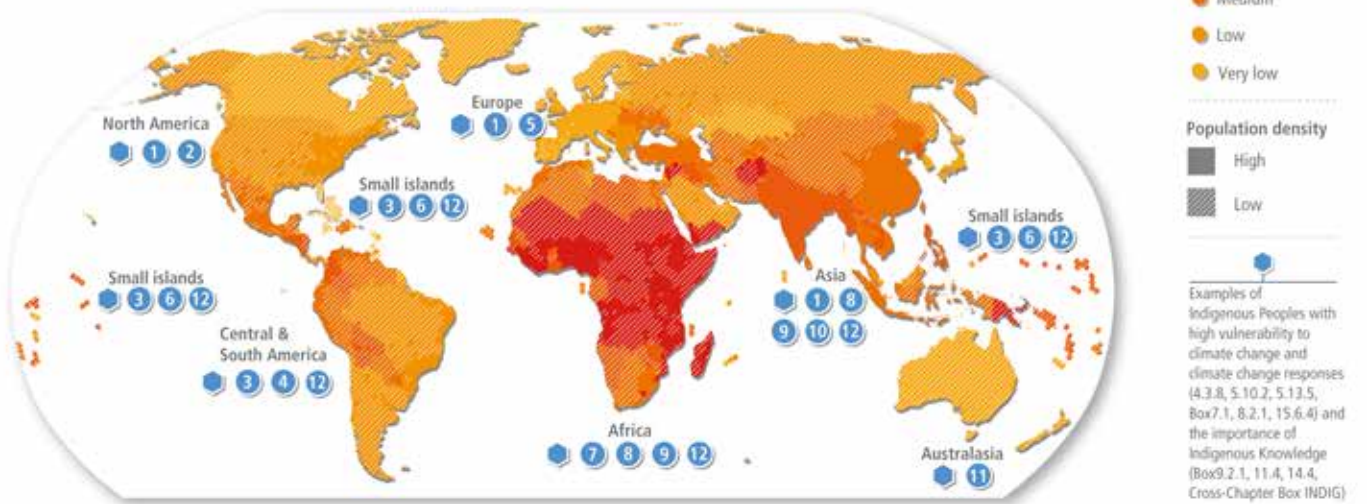 North America
1 2
Europe
1 5
Small islands
3 6 12
Small islands
3 6 12
Central &
South America
3 4 12
Africa
7 8 9 12
Asia
1 8
9 10 12
Small islands
3 6 12
Australasia
11
Medium
Low
Very low
Population density
High
Low
Examples of
Indigenous Peoples with
high vulnerability to
climate change and
climate change responses
(4.3.8, 5.10.2, 5.13.5,
Box7.1, 8.2.1, 15.6.4) and
the importance of
Indigenous Knowledge
(Box9.2.1, 11.4, 14.4,
Cross-Chapter Box INDIG)